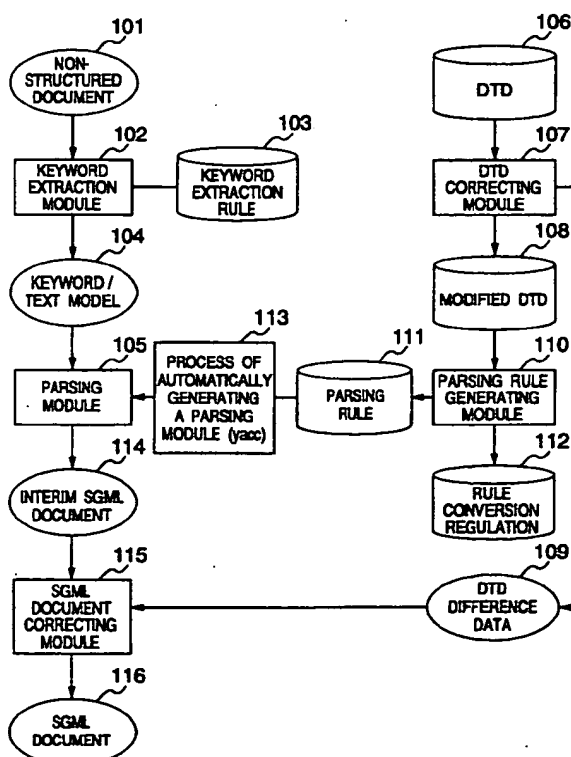 101
NON-
STRUCTURED
DOCUMENT
102
KEYWORD
EXTRACTION
MODULE
103
KEYWORD
EXTRACTION
RULE
104
KEYWORD /
TEXT MODEL
105
PARSING
MODULE
113
PROCESS OF
AUTOMATICALLY
GENERATING
A PARSING
MODULE (yacc)
111
PARSING
RULE
106
DTD
107
DTD
CORRECTING
MODULE
108
MODIFIED DTD
110
PARSING RULE
GENERATING
MODULE
112
RULE
CONVERSION
REGULATION
114
INTERIM SGML
DOCUMENT
115
SGML
DOCUMENT
CORRECTING
MODULE
109
DTD
DIFFERENCE
DATA
116
SGML
DOCUMENT